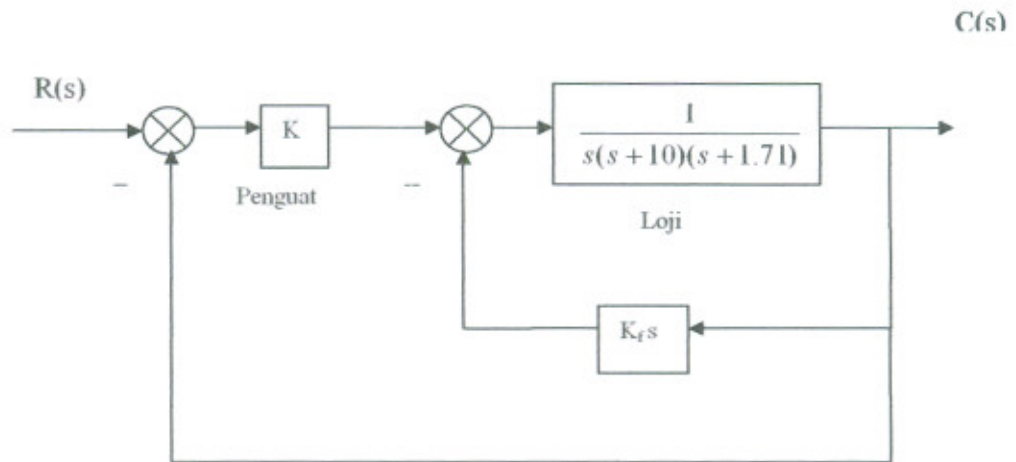 C(s)
R(s)
K
1
s(s+10)(s+1.71)
–
--
Penguat
Loji
K_f s